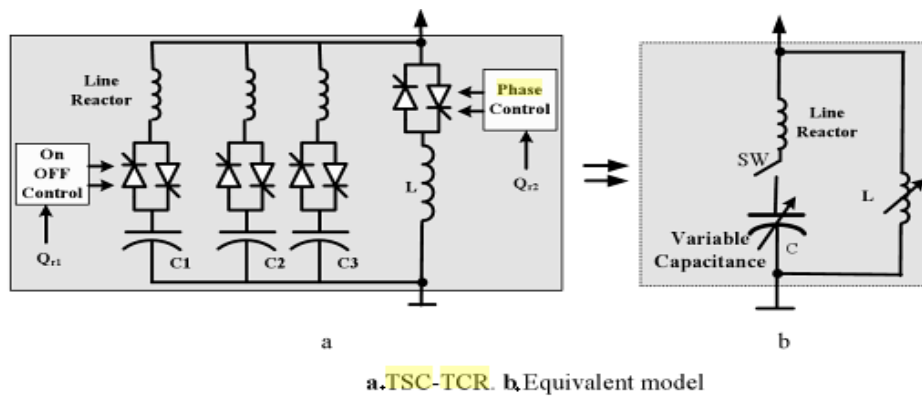 Line
Reactor
On
OFF
Control
Qr1
C1
C2
C3
L
Phase
Control
Qr2
a
Line
Reactor
SW
L
Variable
Capacitance
C
b
a.TSC-TCR. b.Equivalent model